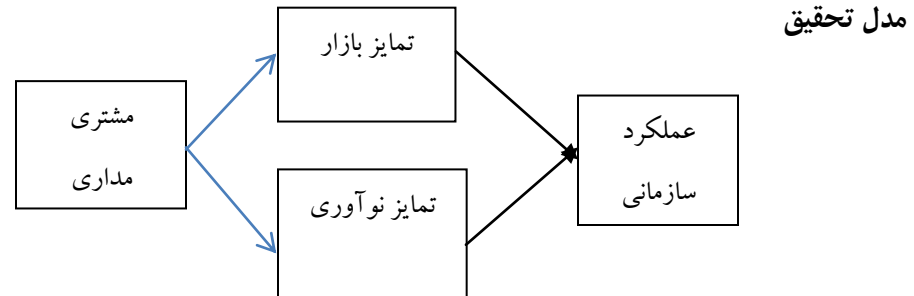 مدل تحقیق
تمایز بازار
مشتری
مداری
عملکرد
سازمانی
تمایز نوآوری